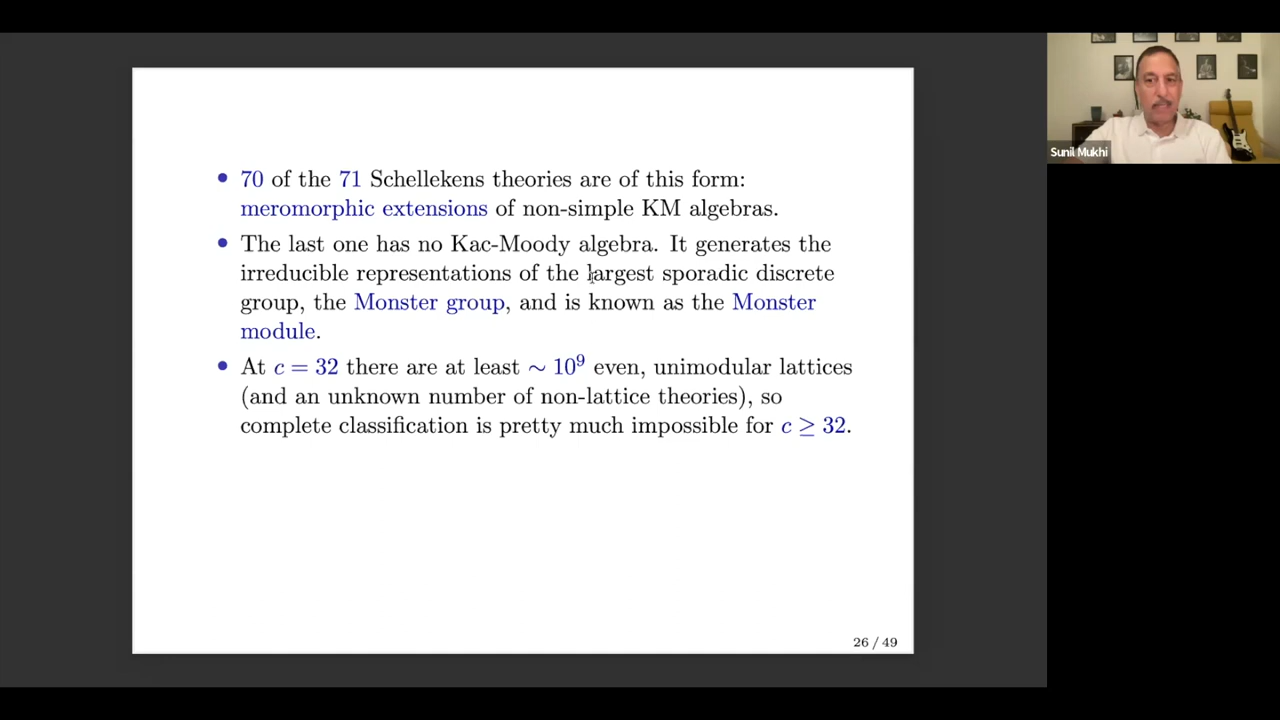 • 70 of the 71 Schellekens theories are of this form:
meromorphic extensions of non-simple KM algebras.
• The last one has no Kac-Moody algebra. It generates the
irreducible representations of the largest sporadic discrete
group, the Monster group, and is known as the Monster
module.
• At c = 32 there are at least ∼ 10⁹ even, unimodular lattices
(and an unknown number of non-lattice theories), so
complete classification is pretty much impossible for c ≥ 32.
26 / 49
Sunil Mukhi